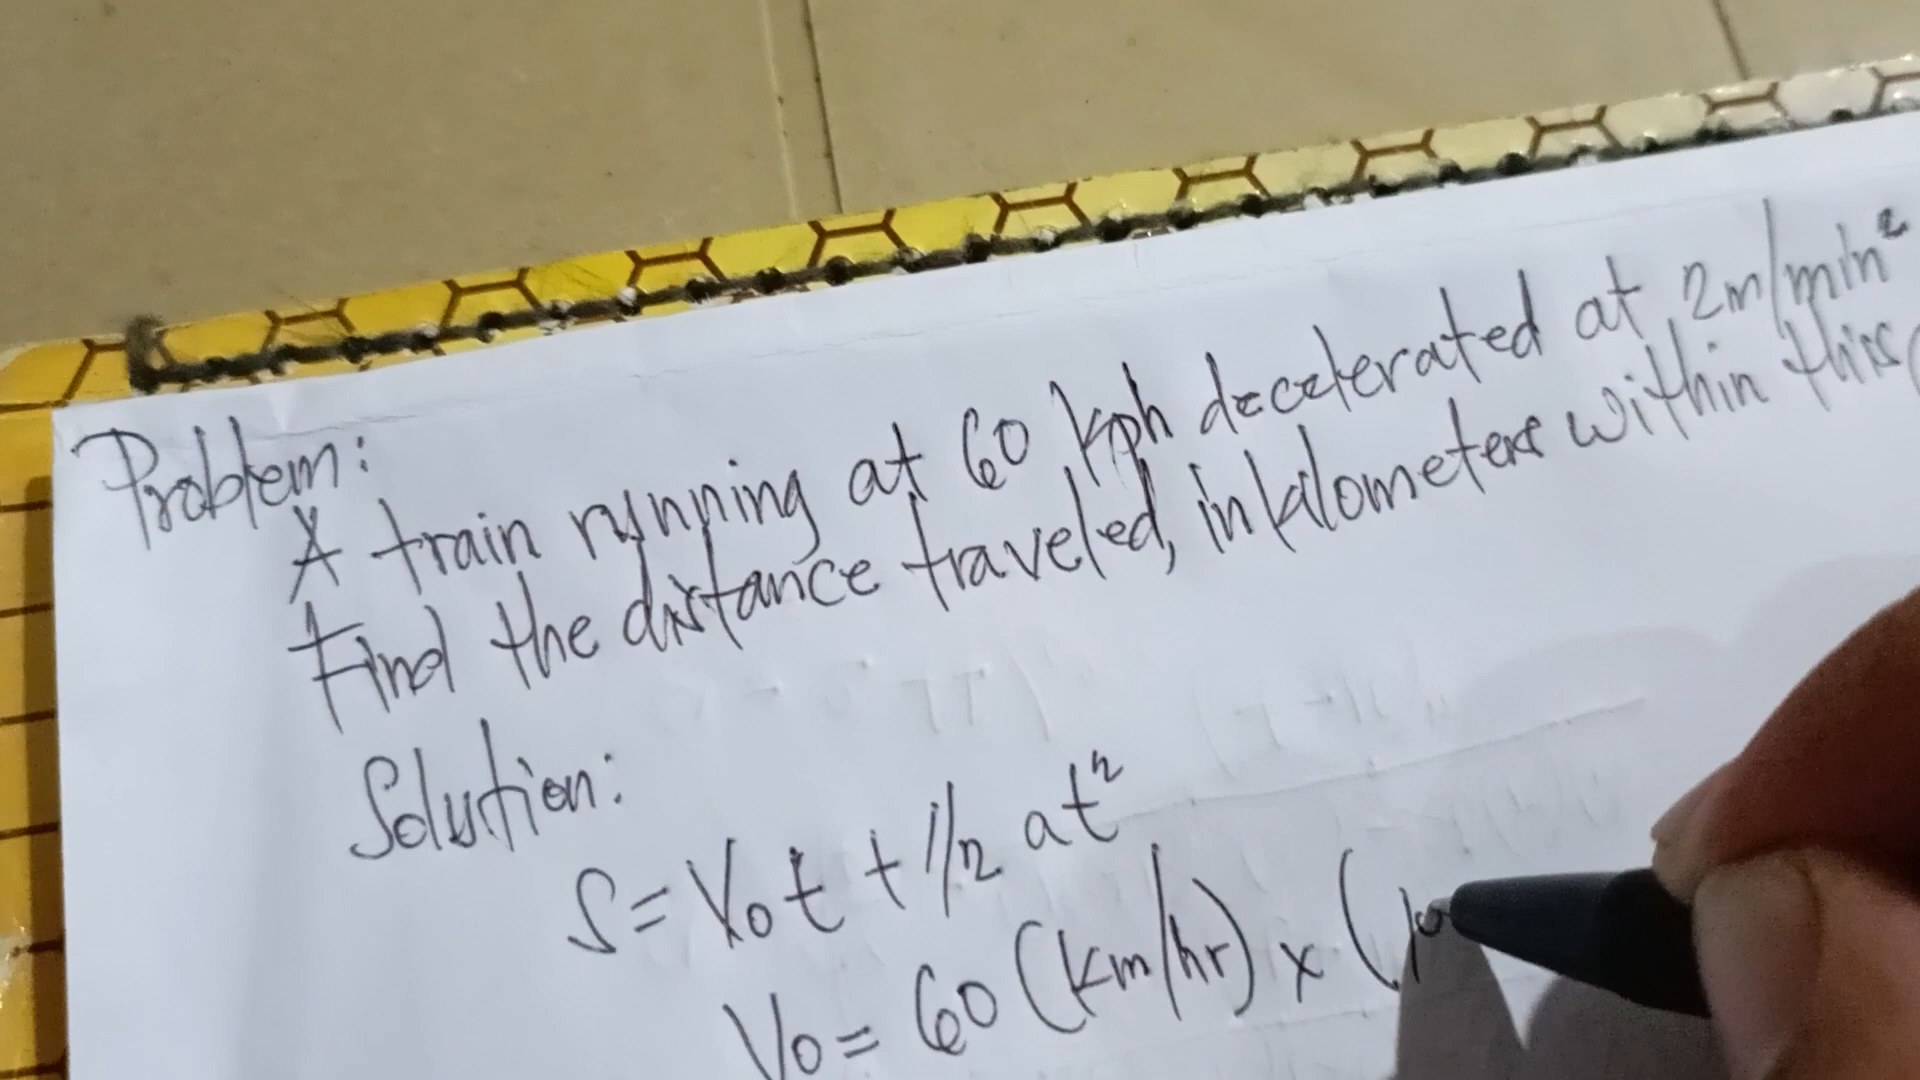 Problem:
A train running at 60 kph decelerated at 2m/min²
Find the distance traveled, in kilometers within this
Solution:
S = Vot + 1/2 at²
Vo = 60 (km/hr) x (10